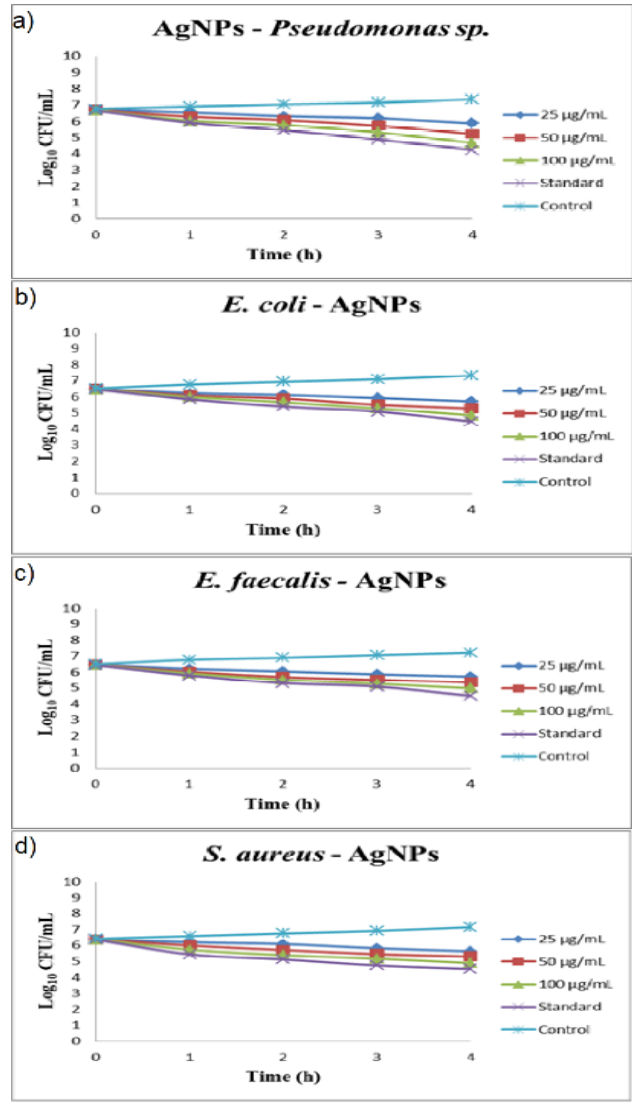 a)
AgNPs - Pseudomonas sp.
10
9
8
7
6
5
4
3
2
1
0
Log10 CFU/mL
0 1 2 3 4
Time (h)
25 µg/mL
50 µg/mL
100 µg/mL
Standard
Control
b)
E. coli - AgNPs
10
9
8
7
6
5
4
3
2
1
0
Log10 CFU/mL
0 1 2 3 4
Time (h)
25 µg/mL
50 µg/mL
100 µg/mL
Standard
Control
c)
E. faecalis - AgNPs
10
9
8
7
6
5
4
3
2
1
0
Log10 CFU/mL
0 1 2 3 4
Time (h)
25 µg/mL
50 µg/mL
100 µg/mL
Standard
Control
d)
S. aureus - AgNPs
10
9
8
7
6
5
4
3
2
1
0
Log10 CFU/mL
0 1 2 3 4
Time (h)
25 µg/mL
50 µg/mL
100 µg/mL
Standard
Control